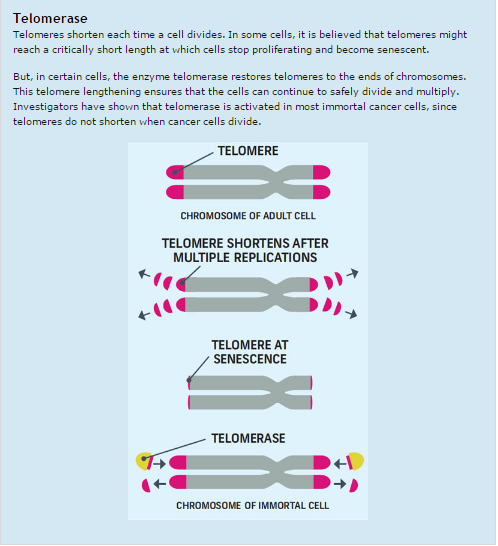 Telomerase
Telomeres shorten each time a cell divides. In some cells, it is believed that telomeres might
reach a critically short length at which cells stop proliferating and become senescent.
But, in certain cells, the enzyme telomerase restores telomeres to the ends of chromosomes.
This telomere lengthening ensures that the cells can continue to safely divide and multiply.
Investigators have shown that telomerase is activated in most immortal cancer cells, since
telomeres do not shorten when cancer cells divide.
TELOMERE
CHROMOSOME OF ADULT CELL
TELOMERE SHORTENS AFTER
MULTIPLE REPLICATIONS
TELOMERE AT
SENESCENCE
TELOMERASE
CHROMOSOME OF IMMORTAL CELL